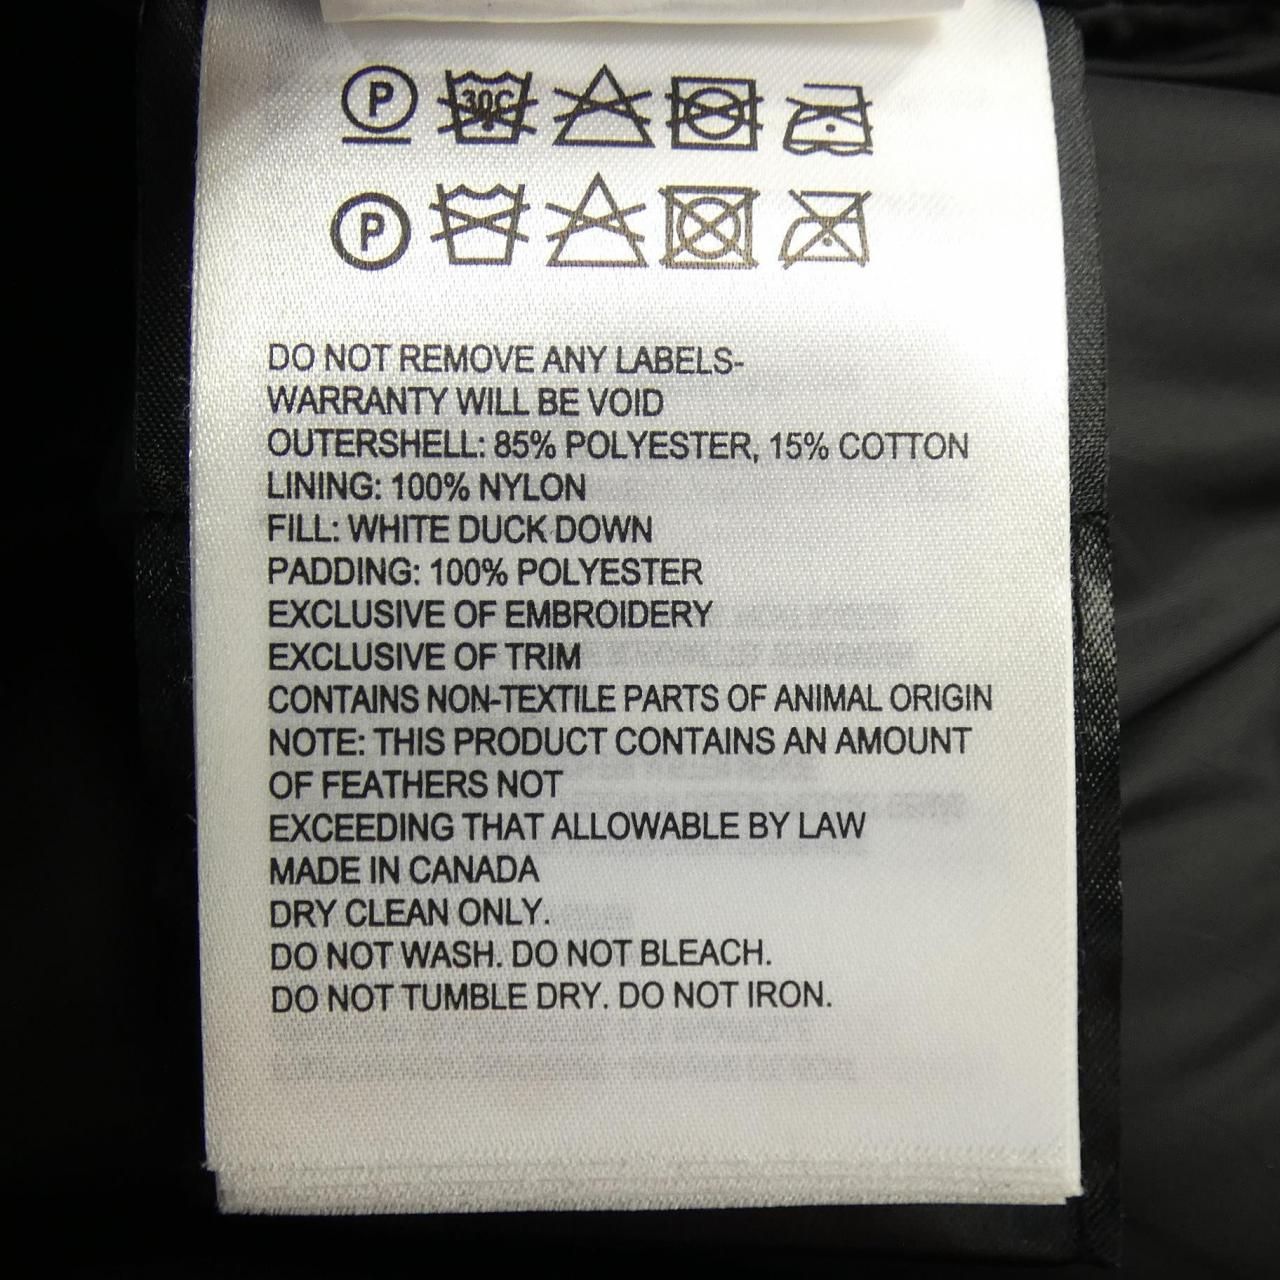 P 30C
P
DO NOT REMOVE ANY LABELS-
WARRANTY WILL BE VOID
OUTERSHELL: 85% POLYESTER, 15% COTTON
LINING: 100% NYLON
FILL: WHITE DUCK DOWN
PADDING: 100% POLYESTER
EXCLUSIVE OF EMBROIDERY
EXCLUSIVE OF TRIM
CONTAINS NON-TEXTILE PARTS OF ANIMAL ORIGIN
NOTE: THIS PRODUCT CONTAINS AN AMOUNT
OF FEATHERS NOT
EXCEEDING THAT ALLOWABLE BY LAW
MADE IN CANADA
DRY CLEAN ONLY.
DO NOT WASH. DO NOT BLEACH.
DO NOT TUMBLE DRY. DO NOT IRON.